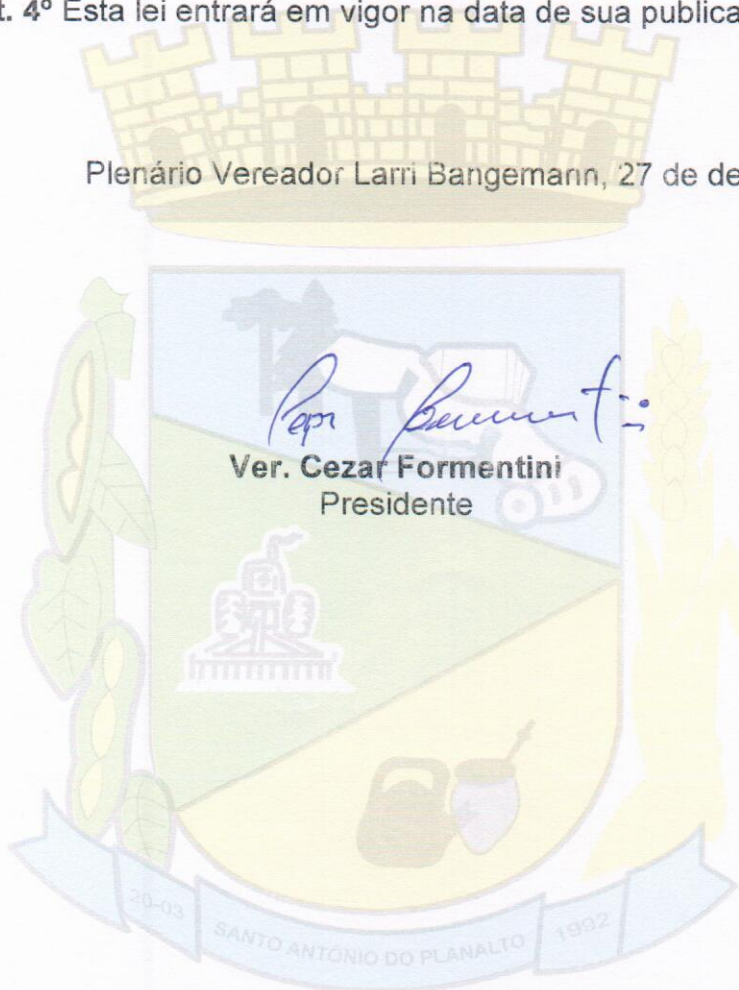 t. 4º Esta lei entrará em vigor na data de sua publica
Plenário Vereador Larri Bangemann, 27 de de
Ver. Cezar Formentini
Presidente
20-03 SANTO ANTÔNIO DO PLANALTO 1992